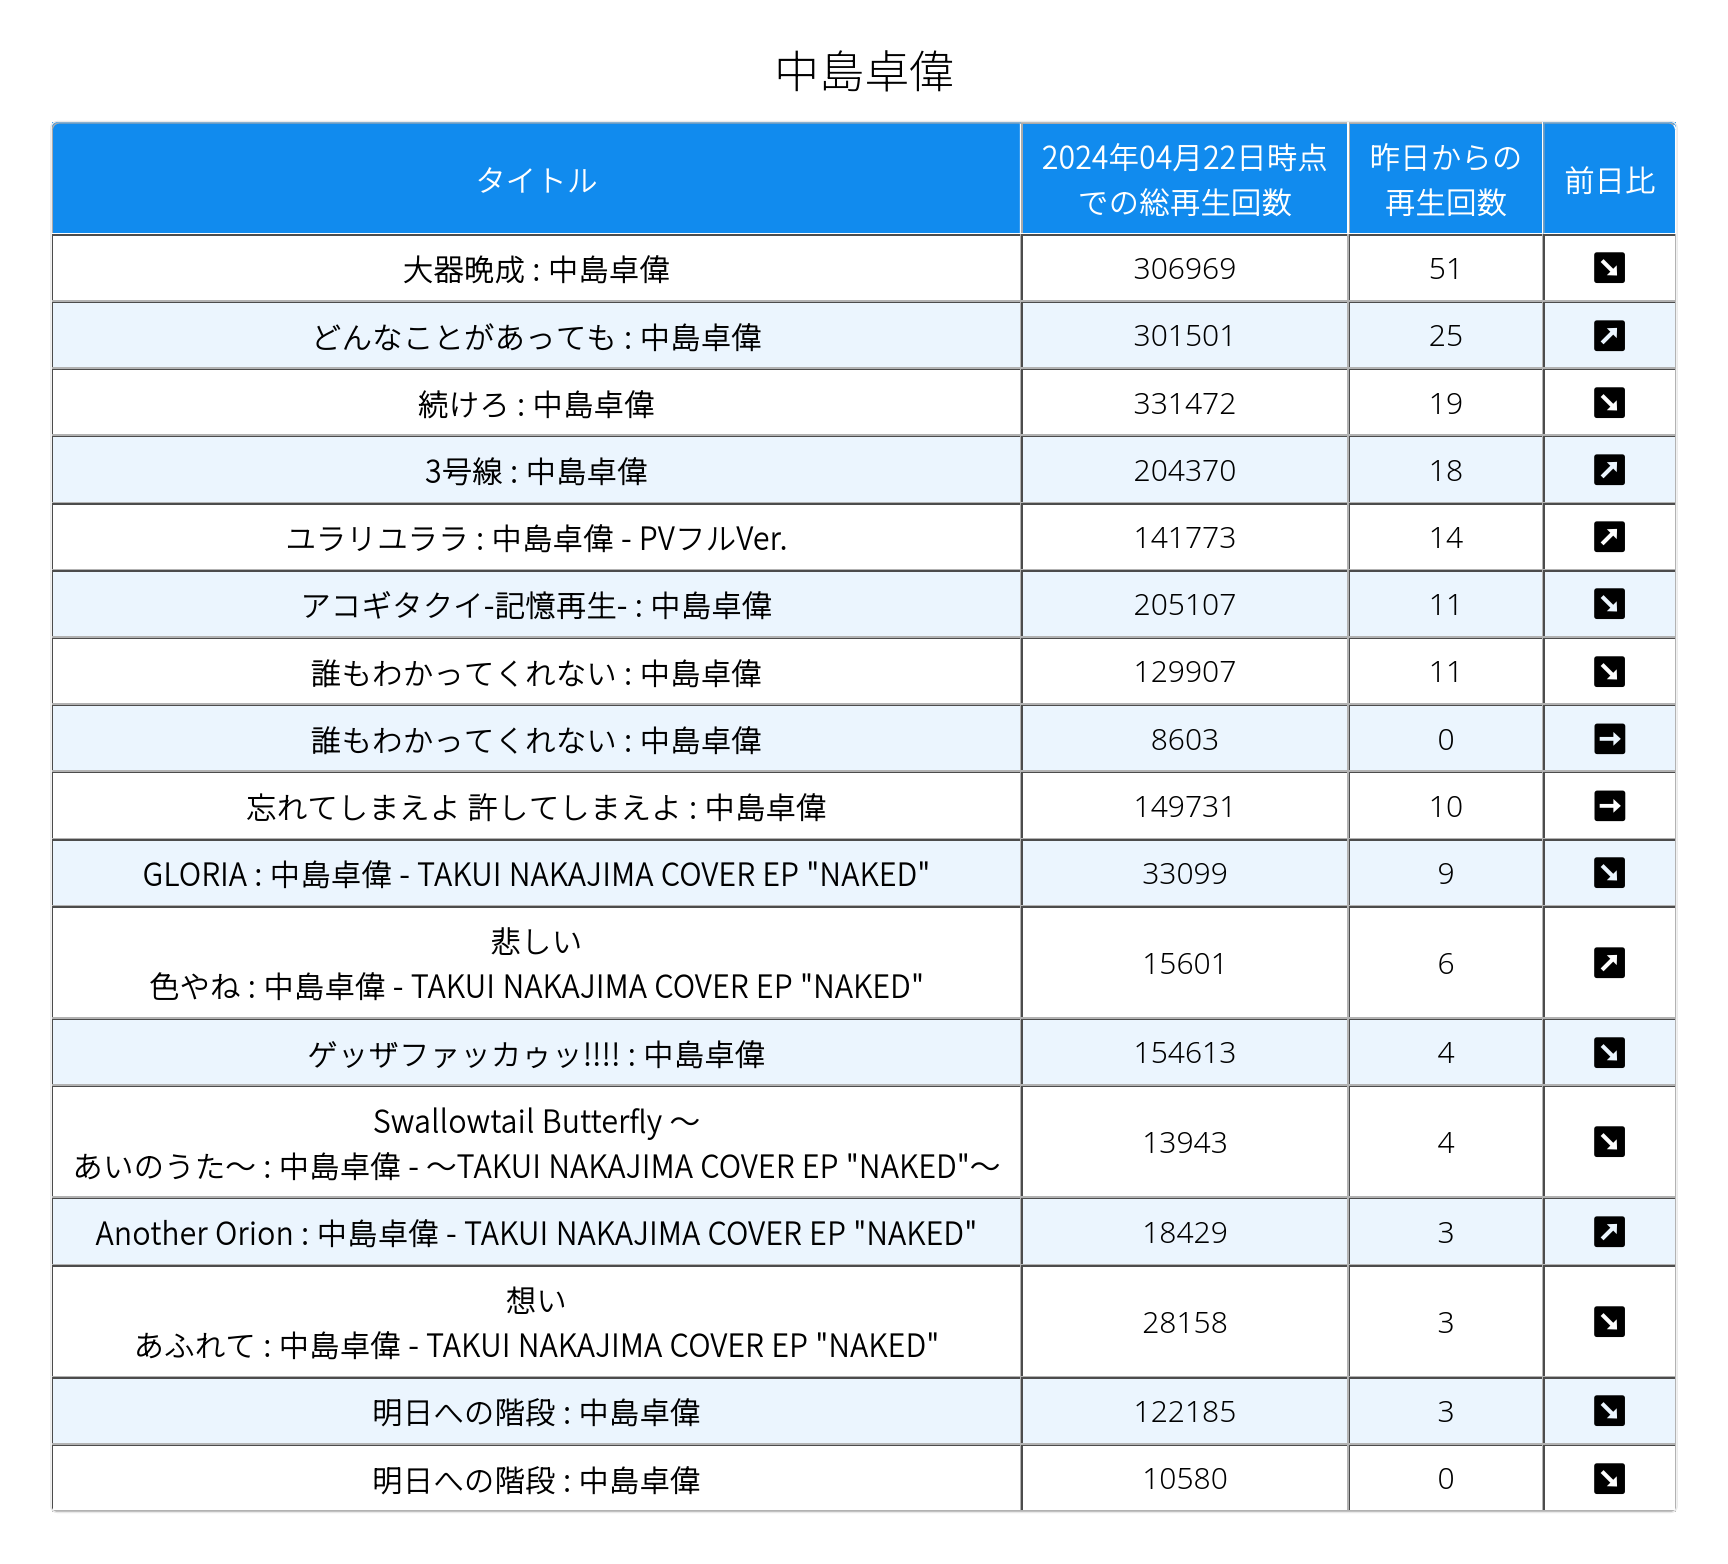 中島卓偉
タイトル
2024年04月22日時点
での総再生回数
昨日からの
再生回数
前日比
大器晩成 : 中島卓偉 306969 51 ↘
どんなことがあっても : 中島卓偉 301501 25 ↗
続けろ : 中島卓偉 331472 19 ↘
3号線 : 中島卓偉 204370 18 ↗
ユラリユララ : 中島卓偉 - PVフルVer. 141773 14 ↗
アコギタクイ-記憶再生- : 中島卓偉 205107 11 ↘
誰もわかってくれない : 中島卓偉 129907 11 ↘
誰もわかってくれない : 中島卓偉 8603 0 →
忘れてしまえよ 許してしまえよ : 中島卓偉 149731 10 →
GLORIA : 中島卓偉 - TAKUI NAKAJIMA COVER EP "NAKED" 33099 9 ↘
悲しい
色やね : 中島卓偉 - TAKUI NAKAJIMA COVER EP "NAKED" 15601 6 ↗
ゲッザファッカゥッ!!!! : 中島卓偉 154613 4 ↘
Swallowtail Butterfly ～
あいのうた～ : 中島卓偉 - ～TAKUI NAKAJIMA COVER EP "NAKED"～ 13943 4 ↘
Another Orion : 中島卓偉 - TAKUI NAKAJIMA COVER EP "NAKED" 18429 3 ↗
想い
あふれて : 中島卓偉 - TAKUI NAKAJIMA COVER EP "NAKED" 28158 3 ↘
明日への階段 : 中島卓偉 122185 3 ↘
明日への階段 : 中島卓偉 10580 0 ↘